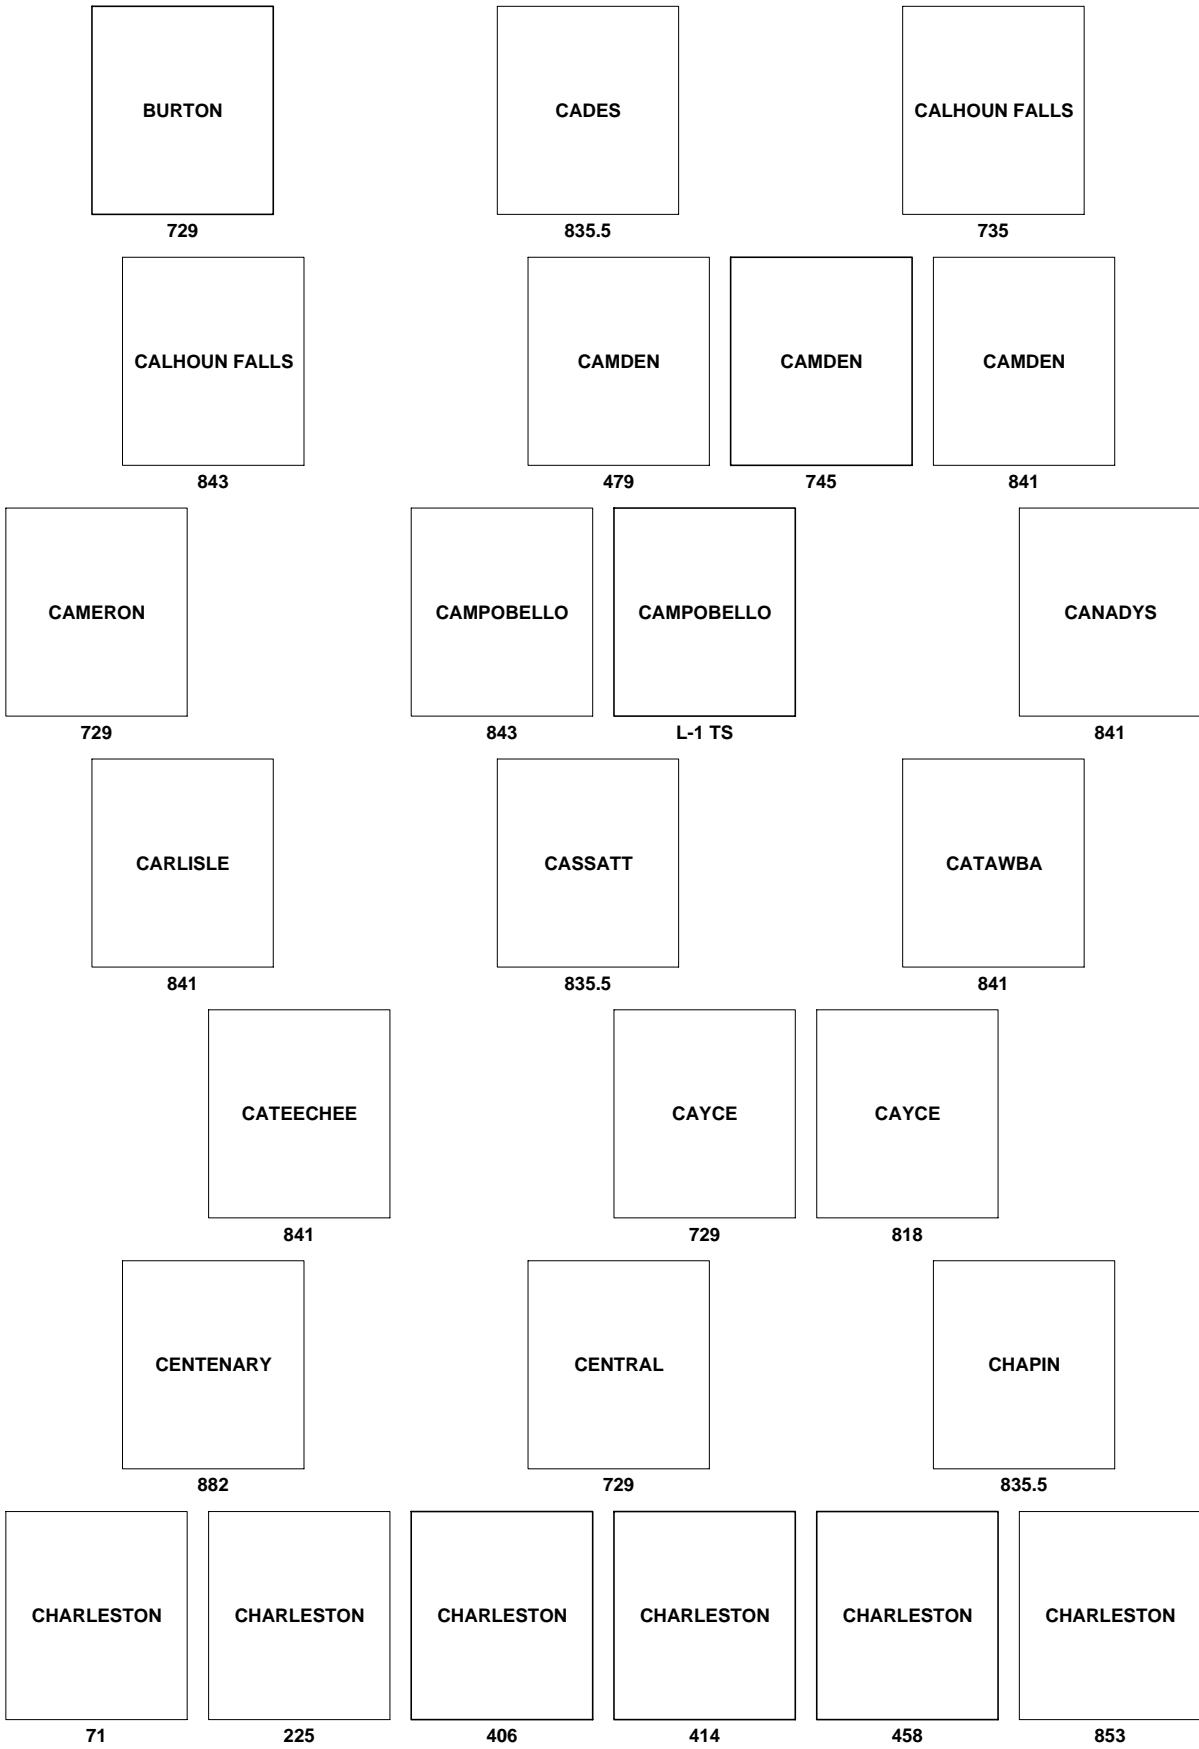 BURTON CADES CALHOUN FALLS
729 835.5 735
CALHOUN FALLS CAMDEN CAMDEN CAMDEN
843 479 745 841
CAMERON CAMPOBELLO CAMPOBELLO CANADYS
729 843 L-1 TS 841
CARLISLE CASSATT CATAWBA
841 835.5 841
CATEECHEE CAYCE CAYCE
841 729 818
CENTENARY CENTRAL CHAPIN
882 729 835.5
CHARLESTON CHARLESTON CHARLESTON CHARLESTON CHARLESTON CHARLESTON
71 225 406 414 458 853